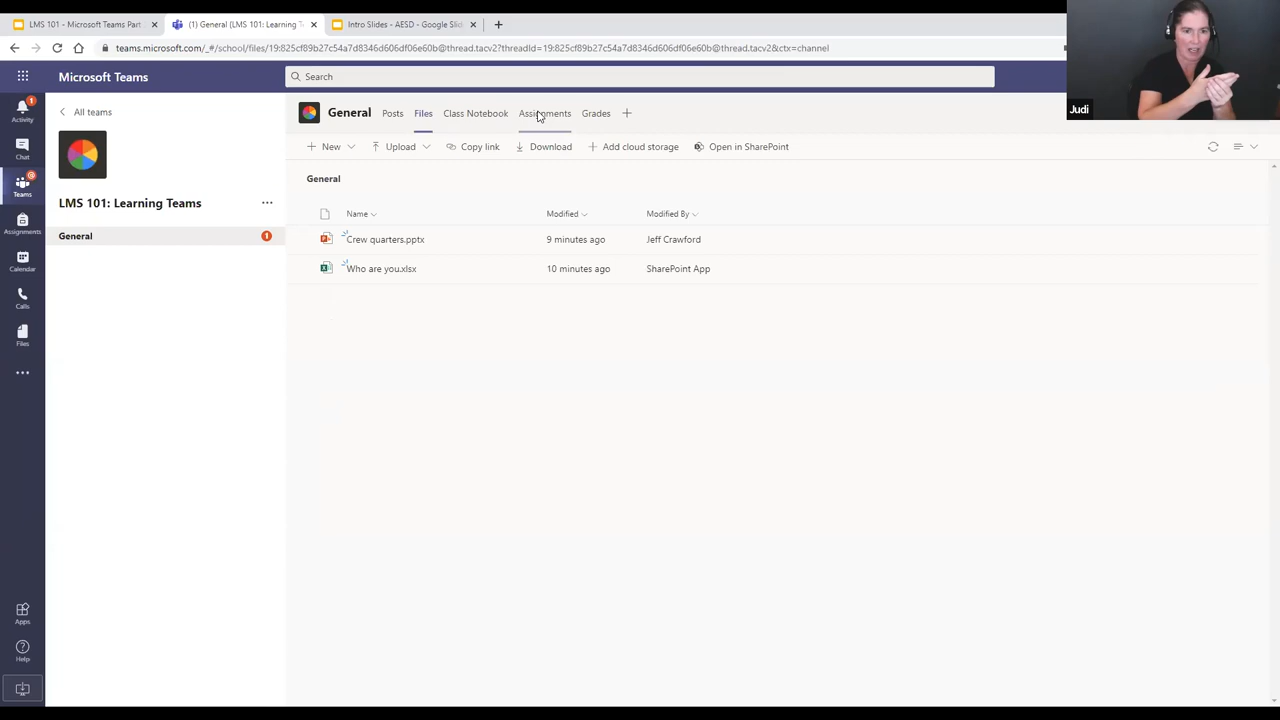 LMS 101 - Microsoft Teams Part
(1) General (LMS 101: Learning T
Intro Slides - AESD - Google Slid
teams.microsoft.com/_#/school/files/19:825cf89b27c54a7d8346d606df06e60b@thread.tacv2?threadId=19:825cf89b27c54a7d8346d606df06e60b@thread.tacv2&ctx=channel
Microsoft Teams
Search
Judi
Activity
Chat
Teams
Assignments
Calendar
Calls
Files
Apps
Help
All teams
LMS 101: Learning Teams
General 1
General Posts Files Class Notebook Assignments Grades
New Upload Copy link Download Add cloud storage Open in SharePoint
General
Name Modified Modified By
Crew quarters.pptx 9 minutes ago Jeff Crawford
Who are you.xlsx 10 minutes ago SharePoint App